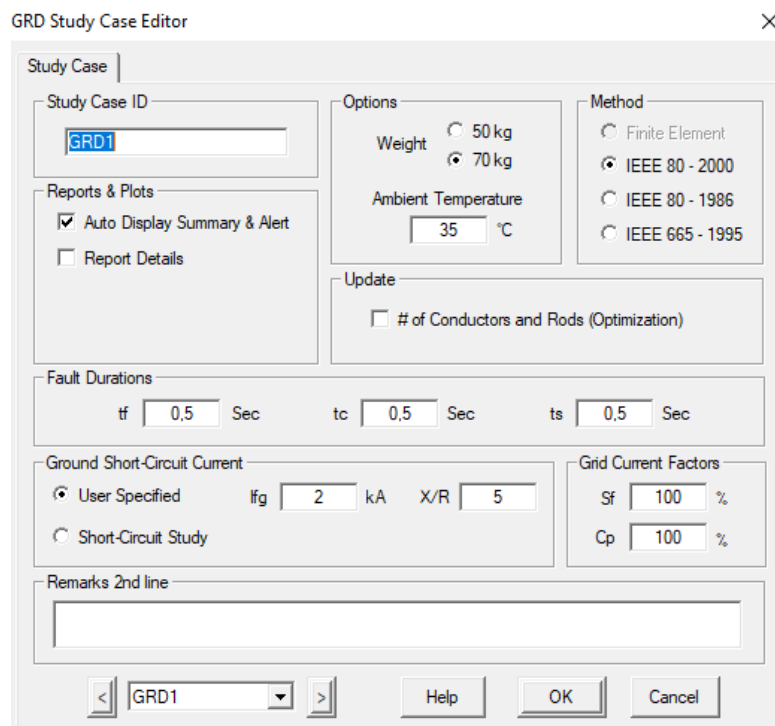 GRD Study Case Editor
Study Case
Study Case ID
GRD1
Options
Weight
50 kg
70 kg
Ambient Temperature
35 °C
Method
Finite Element
IEEE 80 - 2000
IEEE 80 - 1986
IEEE 665 - 1995
Reports & Plots
Auto Display Summary & Alert
Report Details
Update
# of Conductors and Rods (Optimization)
Fault Durations
tf 0,5 Sec tc 0,5 Sec ts 0,5 Sec
Ground Short-Circuit Current
User Specified Ifg 2 kA X/R 5
Short-Circuit Study
Grid Current Factors
Sf 100 %
Cp 100 %
Remarks 2nd line
< GRD1 > Help OK Cancel